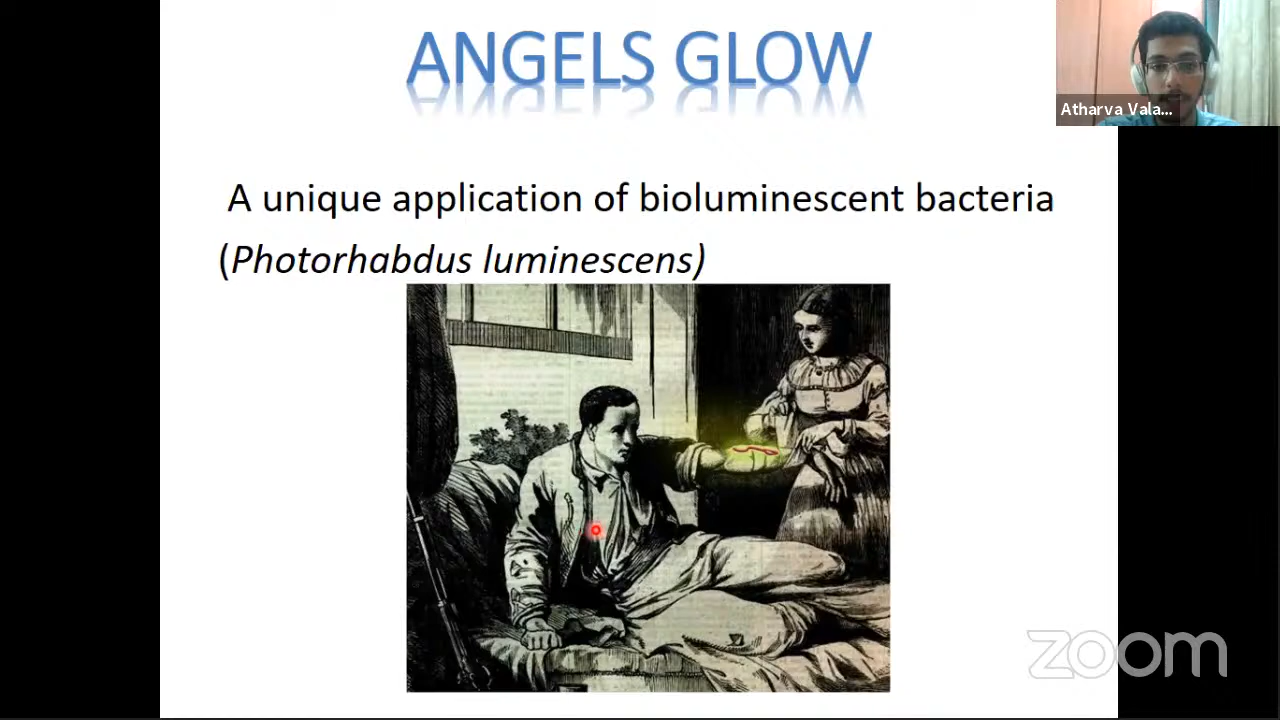 ANGELS GLOW
Atharva Vala...
A unique application of bioluminescent bacteria
(Photorhabdus luminescens)
zoom